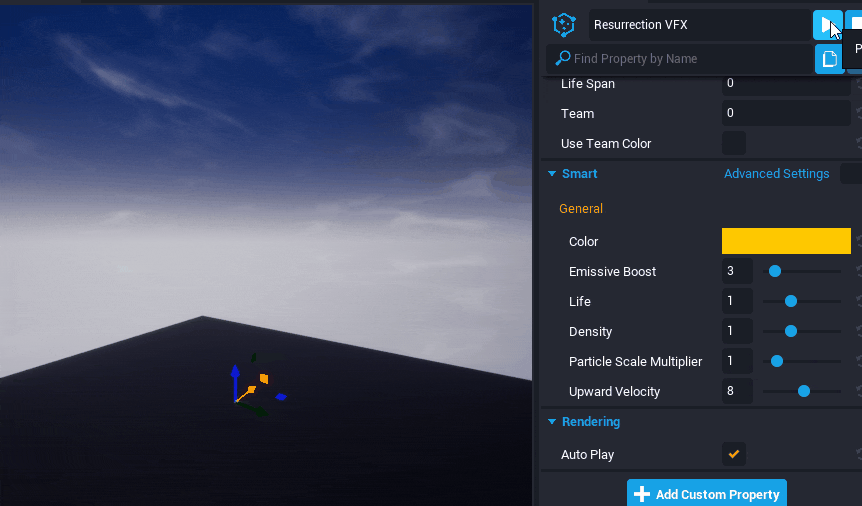 Resurrection VFX
P
Find Property by Name
Life Span 0
Team 0
Use Team Color
Smart Advanced Settings
General
Color
Emissive Boost 3
Life 1
Density 1
Particle Scale Multiplier 1
Upward Velocity 8
Rendering
Auto Play
Add Custom Property